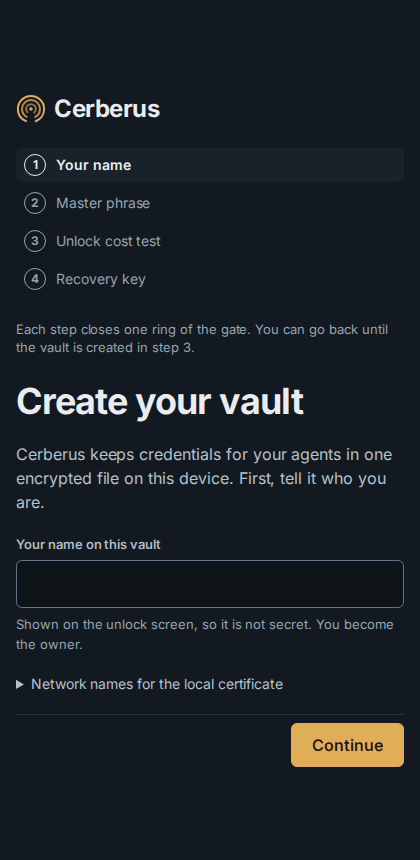 Cerberus
1 Your name
2 Master phrase
3 Unlock cost test
4 Recovery key
Each step closes one ring of the gate. You can go back until
the vault is created in step 3.
Create your vault
Cerberus keeps credentials for your agents in one
encrypted file on this device. First, tell it who you
are.
Your name on this vault
Shown on the unlock screen, so it is not secret. You become
the owner.
Network names for the local certificate
Continue